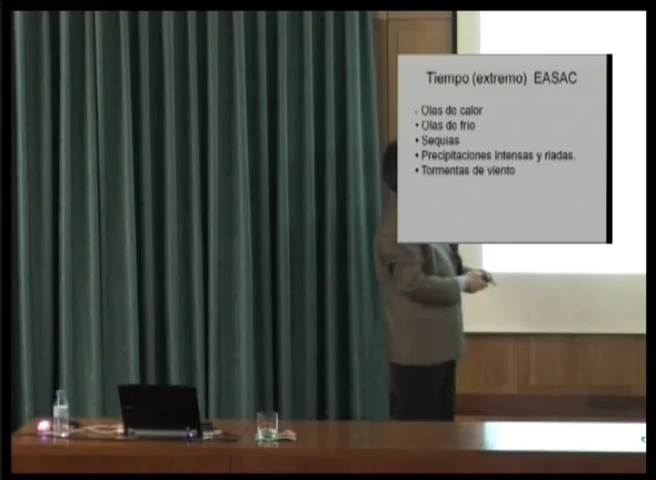 Tiempo (extremo) EASAC
• Olas de calor
• Olas de frio
• Sequias
• Precipitaciones intensas y riadas.
• Tormentas de viento